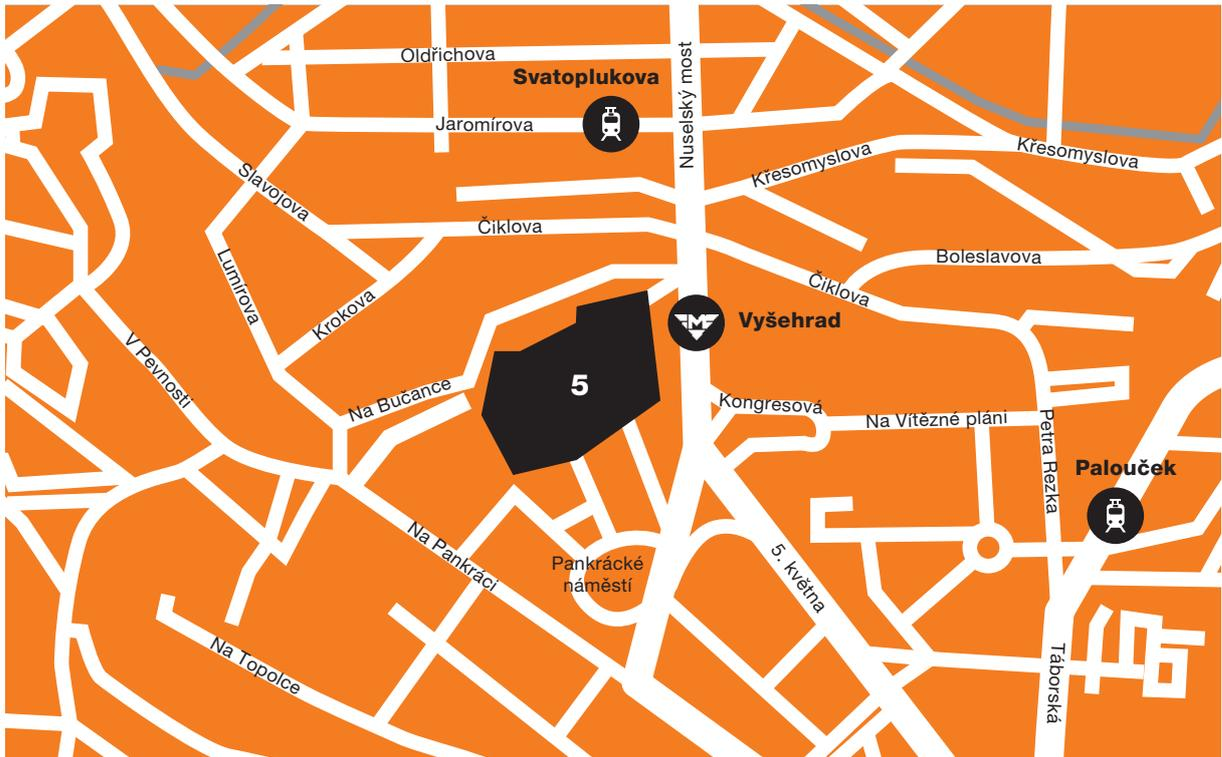 Oldřichova
Svatoplukova
Nuselský most
Jaromírova
Křesomyslova
Křesomyslova
Slavojova
Čiklova
Boleslavova
Lumírova
Čiklova
Krokova
Vyšehrad
V Pevnosti
5
Na Bučance
Kongresová
Na Vítězné pláni
Petra Rezka
Palouček
Na Pankráci
Pankrácké
náměstí
5. května
Na Topolce
Táborská